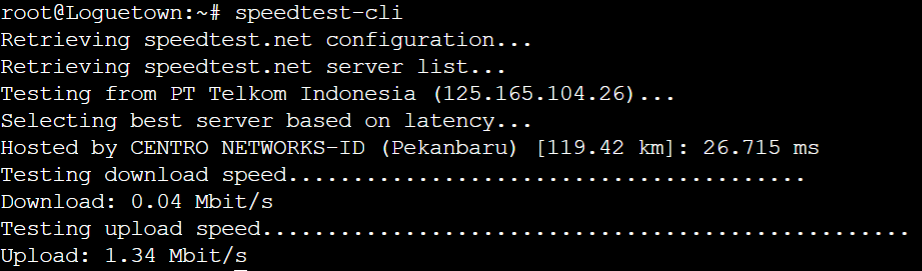 root@Loguetown:~# speedtest-cli
Retrieving speedtest.net configuration...
Retrieving speedtest.net server list...
Testing from PT Telkom Indonesia (125.165.104.26)...
Selecting best server based on latency...
Hosted by CENTRO NETWORKS-ID (Pekanbaru) [119.42 km]: 26.715 ms
Testing download speed.......................................
Download: 0.04 Mbit/s
Testing upload speed.................................................
Upload: 1.34 Mbit/s